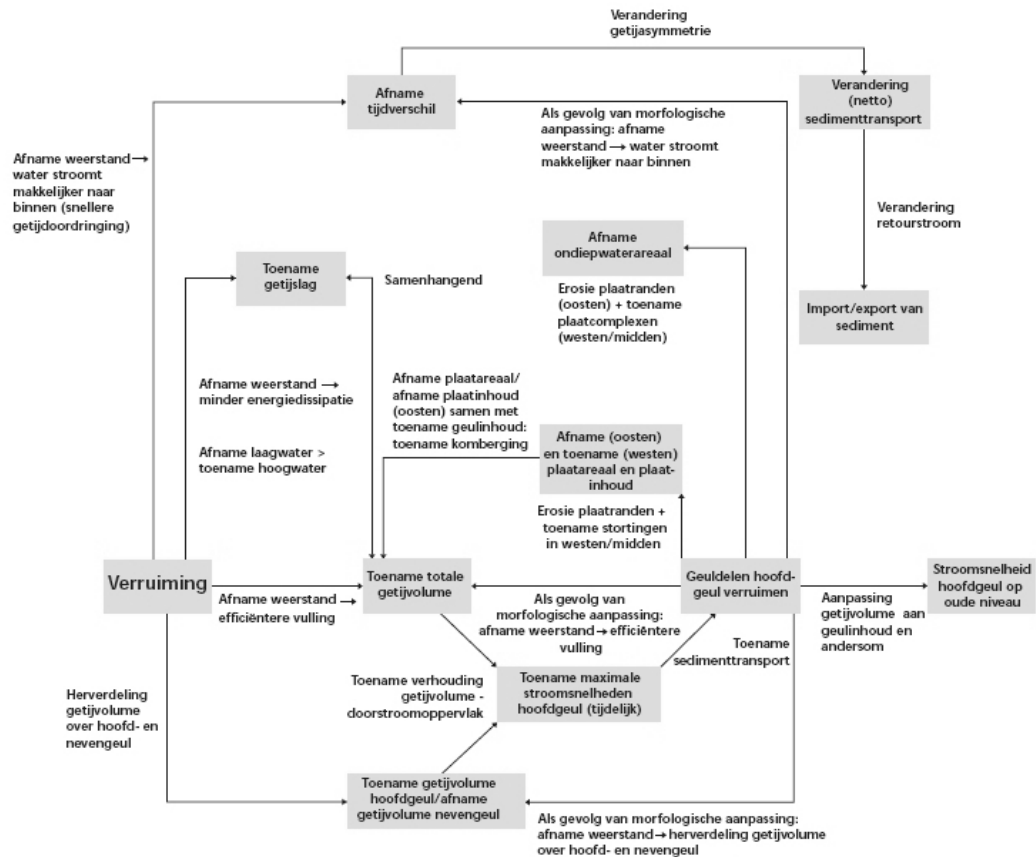 Verandering
getijasymmetrie
Afname
tijdverschil
Verandering
(netto)
sedimenttransport
Als gevolg van morfologische
aanpassing: afname
weerstand → water stroomt
makkelijker naar binnen
Afname weerstand →
water stroomt
makkelijker naar
binnen (snellere
getijdoordringing)
Verandering
retourstroom
Afname
ondiepwaterareaal
Toename
getijslag
Samenhangend
Erosie plaatranden
(oosten) + toename
plaatcomplexen
(westen/midden)
Import/export van
sediment
Afname weerstand →
minder energiedissipatie
Afname laagwater >
toename hoogwater
Afname plaatareaal/
afname plaatinhoud
(oosten) samen met
toename geulinhoud:
toename komberging
Afname (oosten)
en toename (westen)
plaatareaal en plaat-
inhoud
Erosie plaatranden +
toename stortingen
in westen/midden
Verruiming
Toename totale
getijvolume
Geuldelen hoofd-
geul verruimen
Stroomsnelheid
hoofdgeul op
oude niveau
Afname weerstand →
efficiëntere vulling
Als gevolg van
morfologische aanpassing:
afname weerstand → efficiëntere
vulling
Aanpassing
getijvolume aan
geulinhoud en
andersom
Toename
sedimenttransport
Toename verhouding
getijvolume -
doorstroomoppervlak
Toename maximale
stroomsnelheden
hoofdgeul (tijdelijk)
Herverdeling
getijvolume
over hoofd- en
nevengeul
Toename getijvolume
hoofdgeul/afname
getijvolume nevengeul
Als gevolg van morfologische aanpassing:
afname weerstand → herverdeling getijvolume
over hoofd- en nevengeul